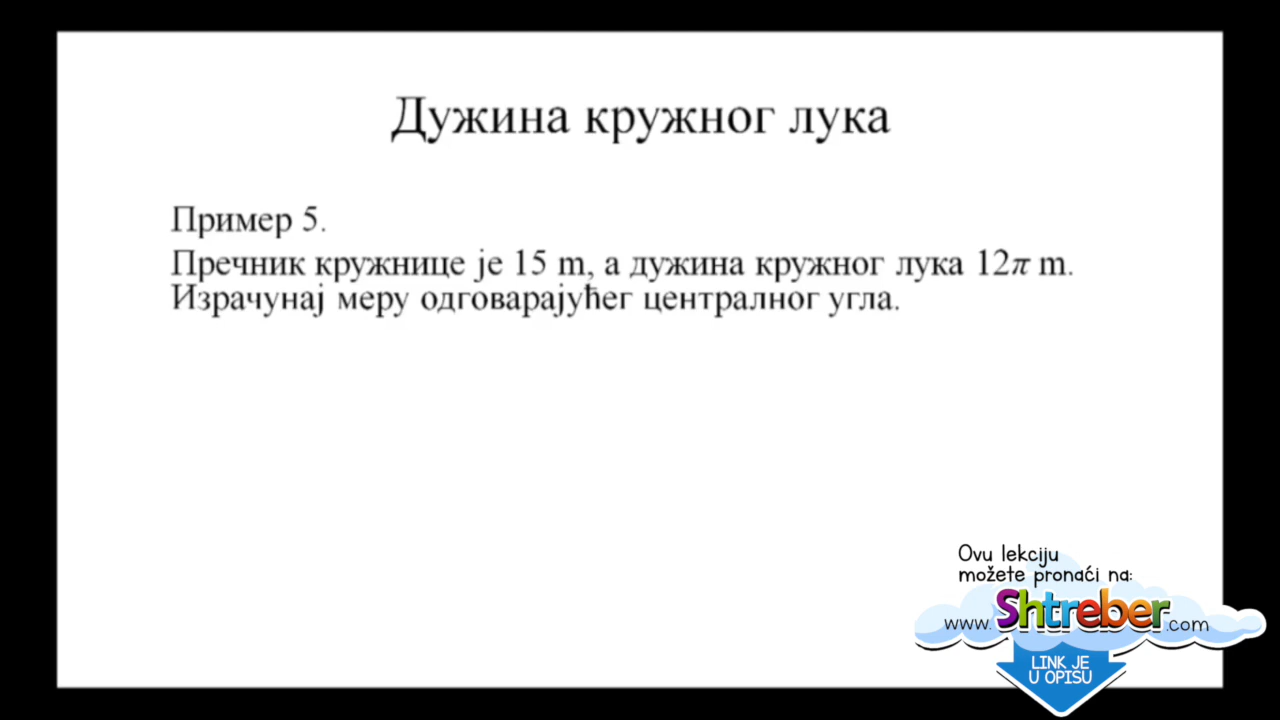 Дужина кружног лука
Пример 5.
Пречник кружнице је 15 m, а дужина кружног лука 12π m.
Израчунај меру одговарајућег централног угла.
Ovu lekciju
možete pronaći na:
www.Shtreber.com
LINK JE
U OPISU